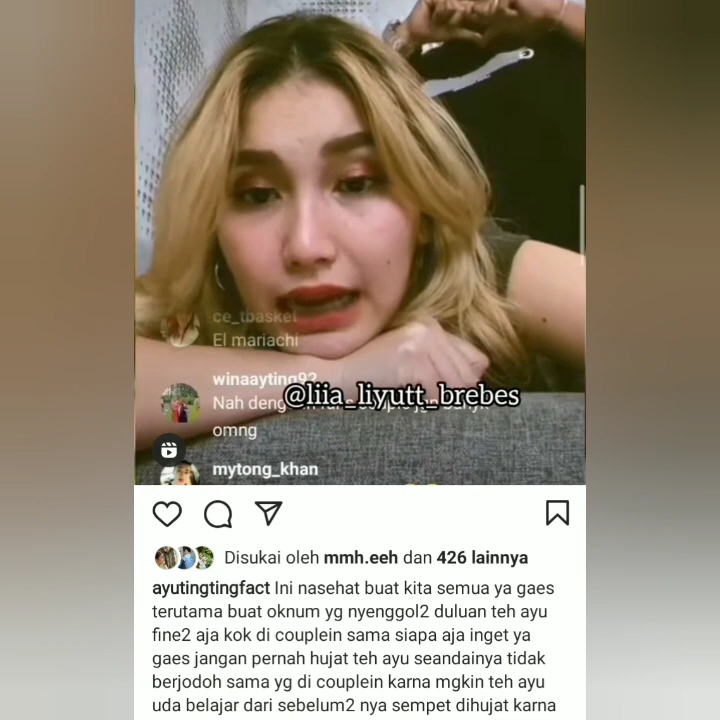 ce_tbasket
El mariachi
winaayting92
Nah deng
@liia_liyutt_brebes
omng
mytong_khan
Disukai oleh mmh.eeh dan 426 lainnya
ayutingtingfact Ini nasehat buat kita semua ya gaes
terutama buat oknum yg nyenggol2 duluan teh ayu
fine2 aja kok di couplein sama siapa aja inget ya
gaes jangan pernah hujat teh ayu seandainya tidak
berjodoh sama yg di couplein karna mgkin teh ayu
uda belajar dari sebelum2 nya sempet dihujat karna